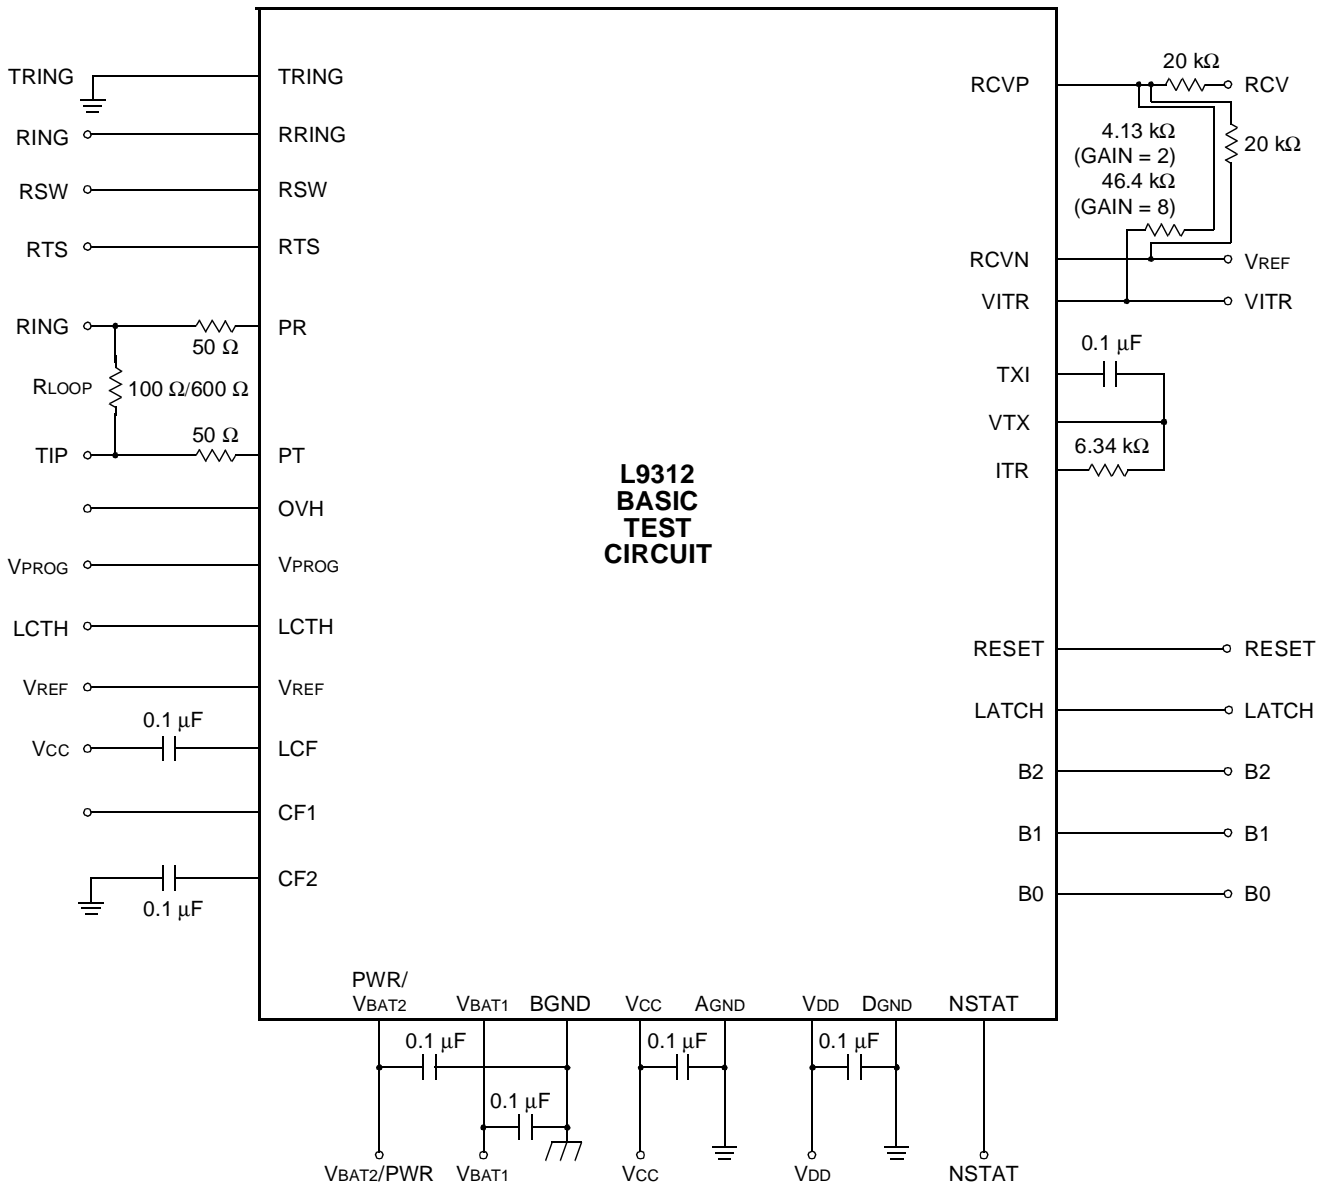 TRING
TRING
RING
RRING
RSW
RSW
RTS
RTS
RING
50 Ω
PR
RLOOP
100 Ω/600 Ω
TIP
50 Ω
PT
OVH
VPROG
VPROG
LCTH
LCTH
VREF
VREF
VCC
0.1 µF
LCF
CF1
CF2
0.1 µF
L9312
BASIC
TEST
CIRCUIT
RCVP
20 kΩ
RCV
4.13 kΩ
(GAIN = 2)
46.4 kΩ
(GAIN = 8)
20 kΩ
RCVN
VREF
VITR
VITR
0.1 µF
TXI
VTX
6.34 kΩ
ITR
RESET
RESET
LATCH
LATCH
B2
B2
B1
B1
B0
B0
PWR/
VBAT2
VBAT1
BGND
VCC
AGND
VDD
DGND
NSTAT
0.1 µF
0.1 µF
0.1 µF
0.1 µF
VBAT2/PWR
VBAT1
VCC
VDD
NSTAT